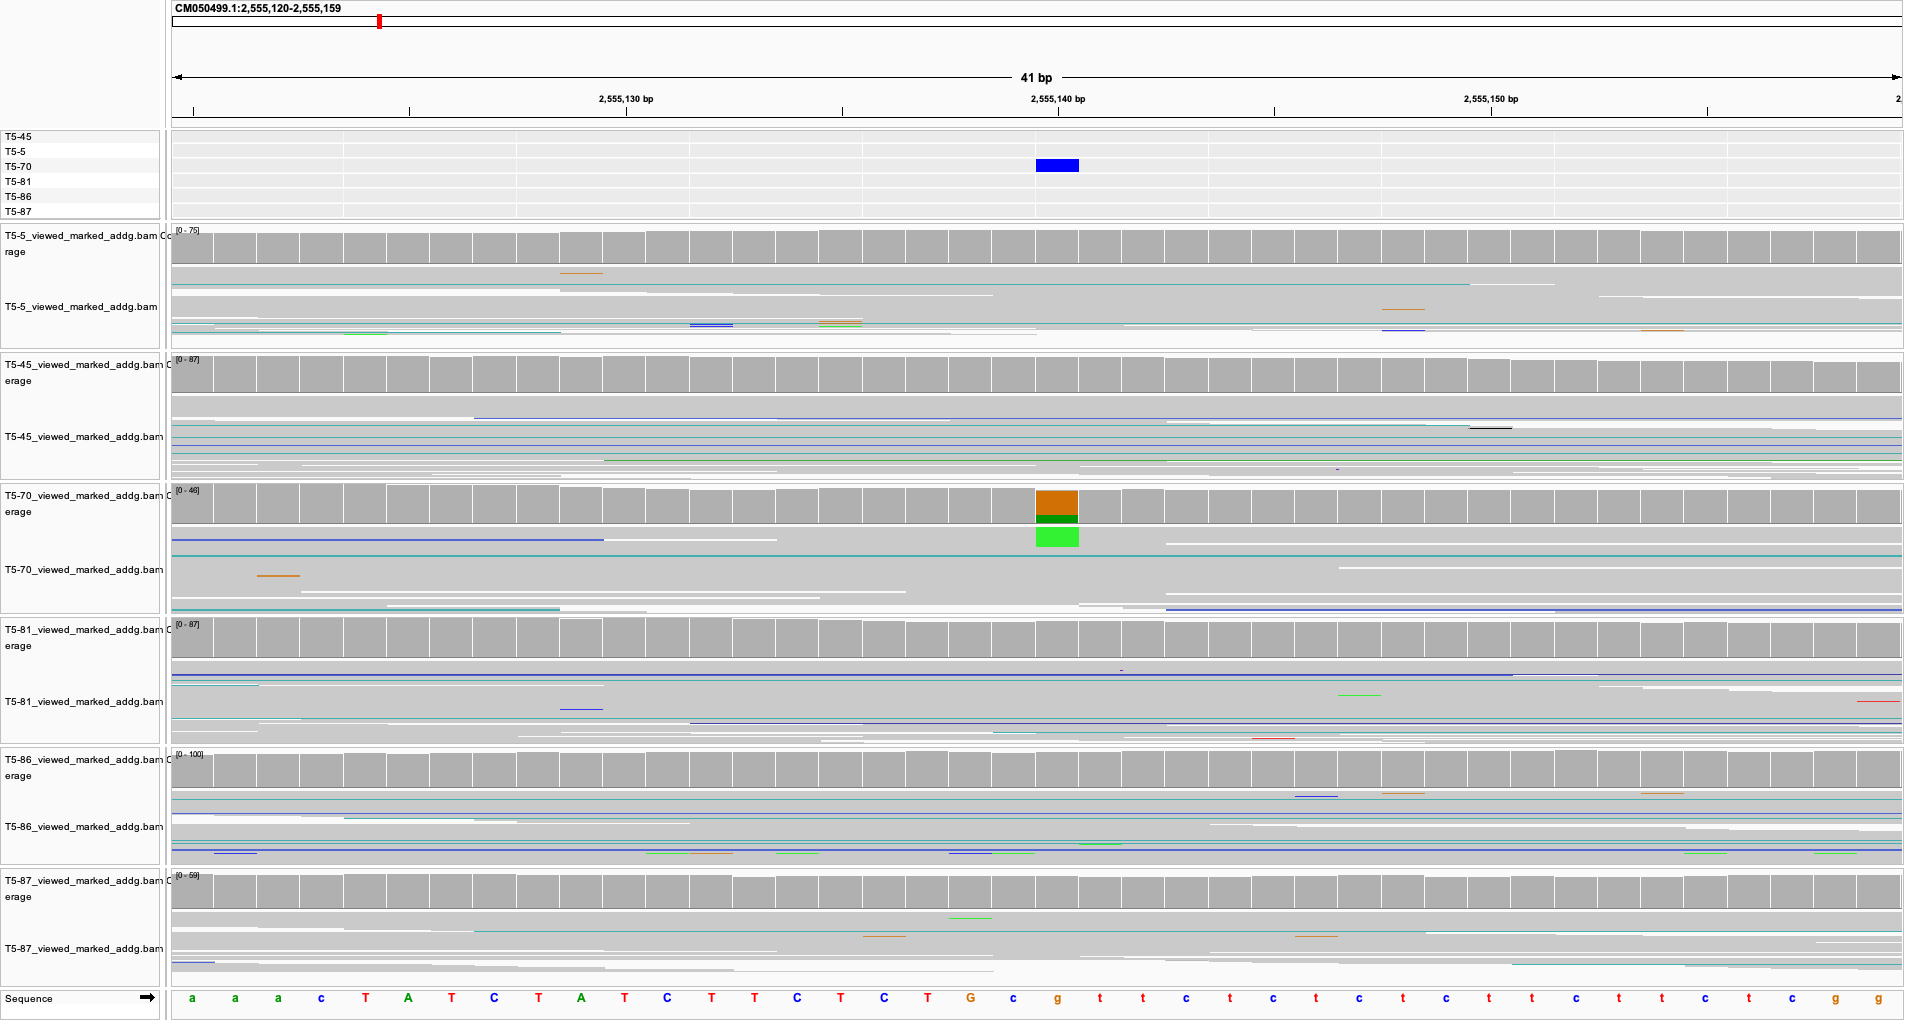 CM050499.1:2,555,120-2,555,159
41 bp
2,555,130 bp 2,555,140 bp 2,555,150 bp 2,
T5-45
T5-5
T5-70
T5-81
T5-86
T5-87
T5-5_viewed_marked_addg.bam Co [0 - 75]
rage
T5-5_viewed_marked_addg.bam
T5-45_viewed_marked_addg.bam C [0 - 87]
erage
T5-45_viewed_marked_addg.bam
T5-70_viewed_marked_addg.bam C [0 - 46]
erage
T5-70_viewed_marked_addg.bam
T5-81_viewed_marked_addg.bam C [0 - 87]
erage
T5-81_viewed_marked_addg.bam
T5-86_viewed_marked_addg.bam C [0 - 100]
erage
T5-86_viewed_marked_addg.bam
T5-87_viewed_marked_addg.bam C [0 - 59]
erage
T5-87_viewed_marked_addg.bam
Sequence a a a c T A T C T A T C T T C T C T G c g t t c t c t c t c t t c t t c t c g g